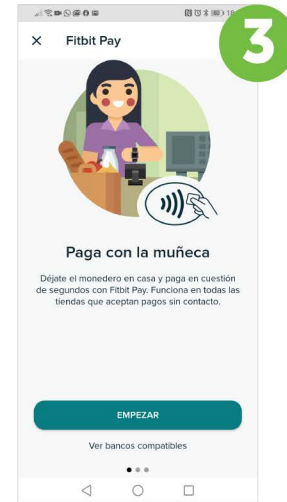 3
Fitbit Pay
Paga con la muñeca
Déjate el monedero en casa y paga en cuestión
de segundos con Fitbit Pay. Funciona en todas las
tiendas que aceptan pagos sin contacto.
EMPEZAR
Ver bancos compatibles